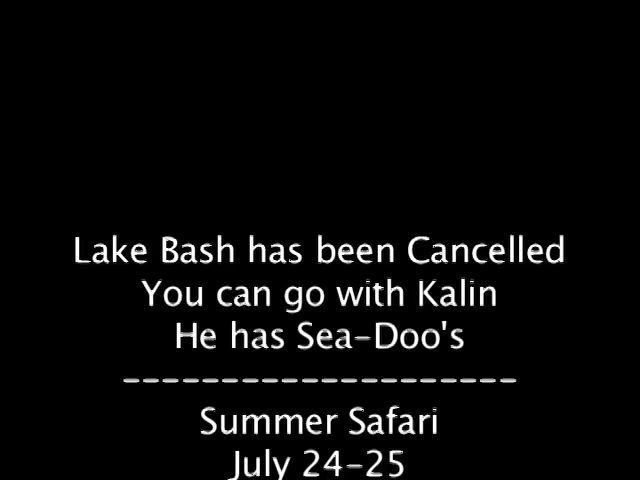 Lake Bash has been Cancelled
You can go with Kalin
He has Sea-Doo's
--------------------
Summer Safari
July 24-25